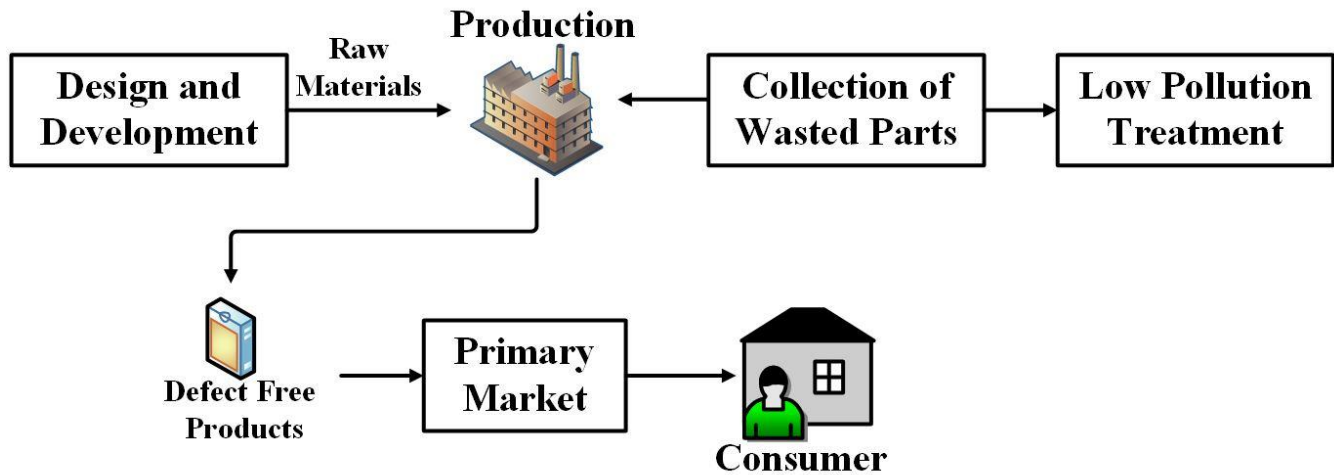 Design and
Development
Raw
Materials
Production
Collection of
Wasted Parts
Low Pollution
Treatment
Defect Free
Products
Primary
Market
Consumer